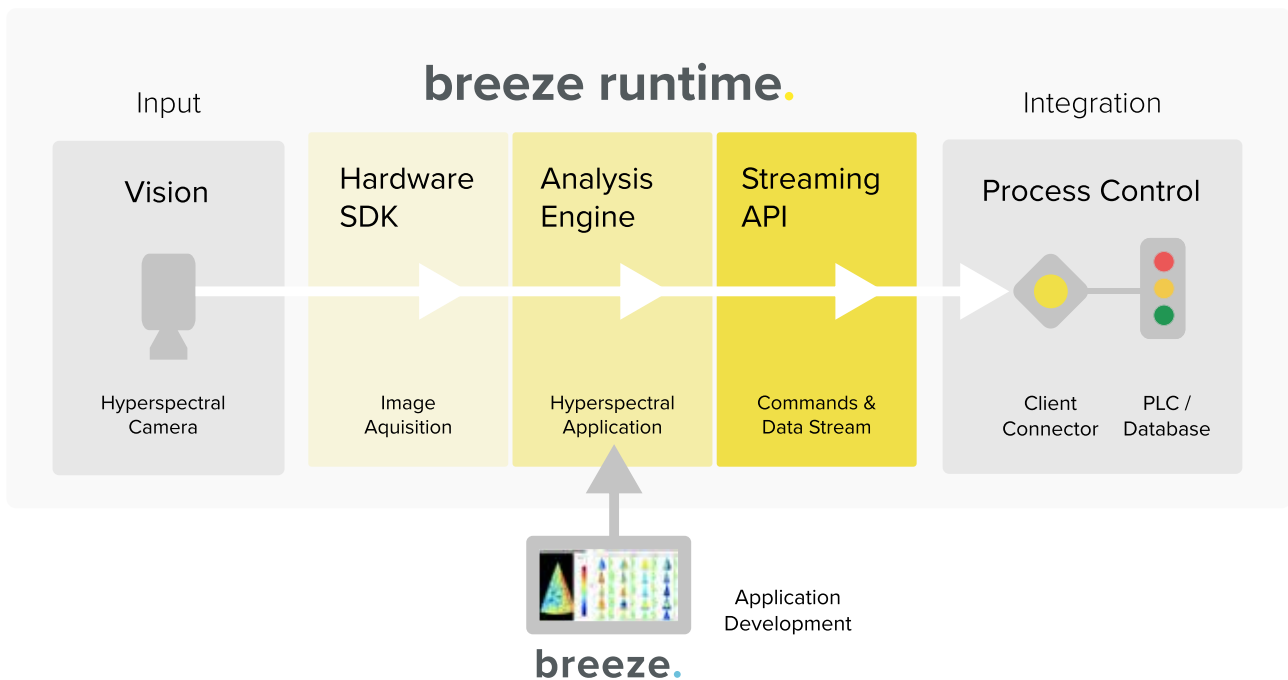 breeze runtime.
Input
Integration
Vision
Hardware
SDK
Analysis
Engine
Streaming
API
Process Control
Hyperspectral
Camera
Image
Aquisition
Hyperspectral
Application
Commands &
Data Stream
Client
Connector
PLC /
Database
Application
Development
breeze.